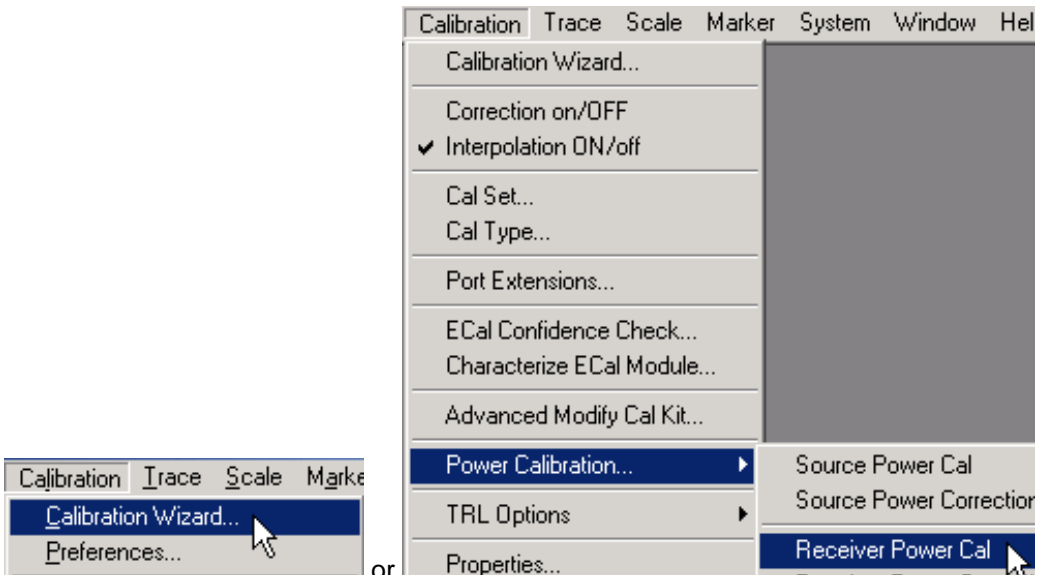 Calibration Trace Scale Marker System Window Hel
Calibration Wizard...
Correction on/OFF
Interpolation ON/off
Cal Set...
Cal Type...
Port Extensions...
ECal Confidence Check...
Characterize ECal Module...
Advanced Modify Cal Kit...
Power Calibration...
Source Power Cal
Source Power Correction
TRL Options
Receiver Power Cal
Properties...
Calibration Trace Scale Marke
Calibration Wizard...
Preferences...
or